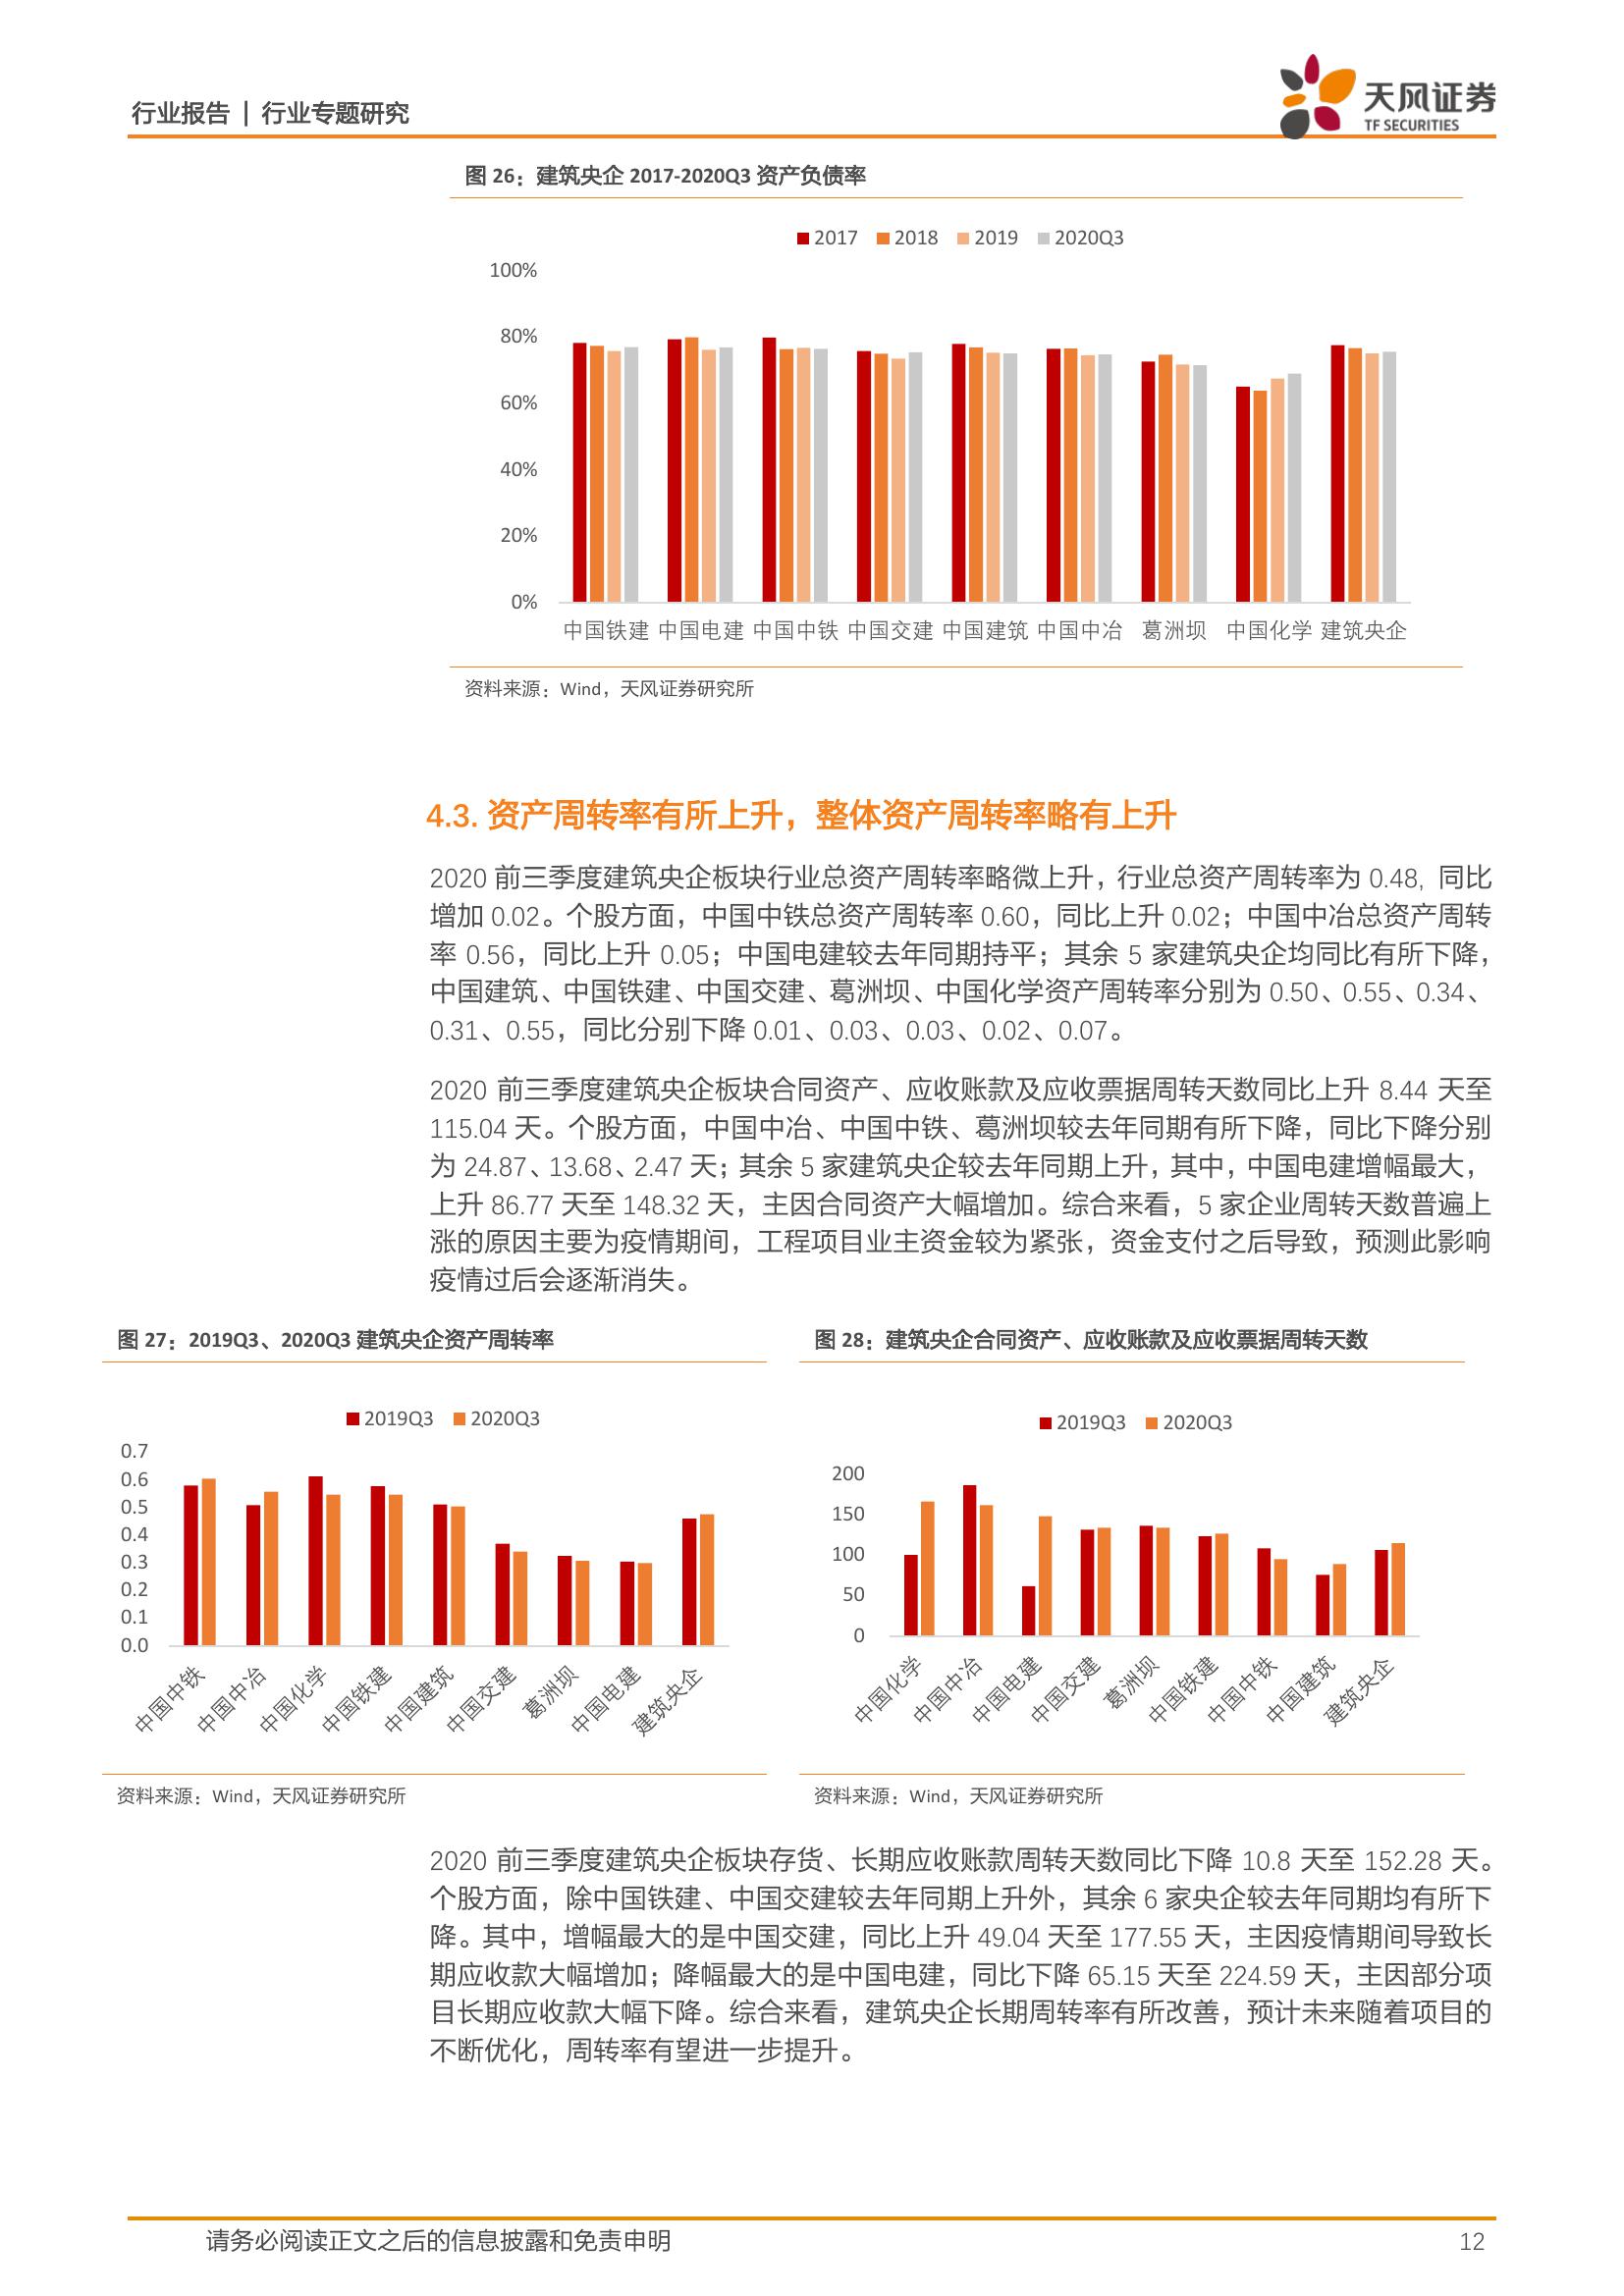 行业报告 | 行业专题研究
天风证券
TF SECURITIES
图 26：建筑央企 2017-2020Q3 资产负债率
2017 2018 2019 2020Q3
100%
80%
60%
40%
20%
0%
中国铁建 中国电建 中国中铁 中国交建 中国建筑 中国中冶 葛洲坝 中国化学 建筑央企
资料来源：Wind，天风证券研究所
4.3. 资产周转率有所上升，整体资产周转率略有上升
2020 前三季度建筑央企板块行业总资产周转率略微上升，行业总资产周转率为 0.48, 同比
增加 0.02。个股方面，中国中铁总资产周转率 0.60，同比上升 0.02；中国中冶总资产周转
率 0.56，同比上升 0.05；中国电建较去年同期持平；其余 5 家建筑央企均同比有所下降，
中国建筑、中国铁建、中国交建、葛洲坝、中国化学资产周转率分别为 0.50、0.55、0.34、
0.31、0.55，同比分别下降 0.01、0.03、0.03、0.02、0.07。
2020 前三季度建筑央企板块合同资产、应收账款及应收票据周转天数同比上升 8.44 天至
115.04 天。个股方面，中国中冶、中国中铁、葛洲坝较去年同期有所下降，同比下降分别
为 24.87、13.68、2.47 天；其余 5 家建筑央企较去年同期上升，其中，中国电建增幅最大，
上升 86.77 天至 148.32 天，主因合同资产大幅增加。综合来看，5 家企业周转天数普遍上
涨的原因主要为疫情期间，工程项目业主资金较为紧张，资金支付之后导致，预测此影响
疫情过后会逐渐消失。
图 27：2019Q3、2020Q3 建筑央企资产周转率
2019Q3 2020Q3
0.7
0.6
0.5
0.4
0.3
0.2
0.1
0.0
中国中铁 中国中冶 中国化学 中国铁建 中国建筑 中国交建 葛洲坝 中国电建 建筑央企
资料来源：Wind，天风证券研究所
图 28：建筑央企合同资产、应收账款及应收票据周转天数
2019Q3 2020Q3
200
150
100
50
0
中国化学 中国中冶 中国电建 中国交建 葛洲坝 中国铁建 中国中铁 中国建筑 建筑央企
资料来源：Wind，天风证券研究所
2020 前三季度建筑央企板块存货、长期应收账款周转天数同比下降 10.8 天至 152.28 天。
个股方面，除中国铁建、中国交建较去年同期上升外，其余 6 家央企较去年同期均有所下
降。其中，增幅最大的是中国交建，同比上升 49.04 天至 177.55 天，主因疫情期间导致长
期应收款大幅增加；降幅最大的是中国电建，同比下降 65.15 天至 224.59 天，主因部分项
目长期应收款大幅下降。综合来看，建筑央企长期周转率有所改善，预计未来随着项目的
不断优化，周转率有望进一步提升。
请务必阅读正文之后的信息披露和免责申明
12